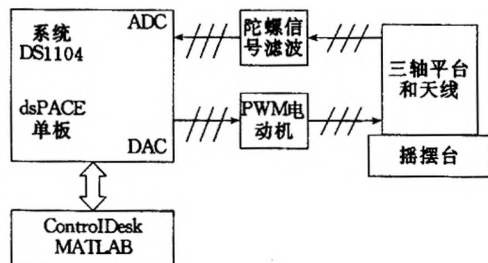 系统
DS1104
ADC
dsPACE
单板
DAC
陀螺信
号滤波
PWM电
动机
三轴平台
和天线
摇摆台
ControlDesk
MATLAB